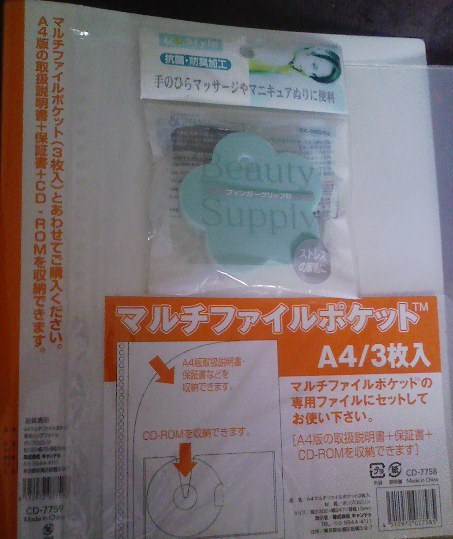 マルチファイルポケット(3枚入)とあわせてご購入ください。
A4版の取扱説明書+保証書+CD-ROMを収納できます。
CD-7759
Made in China
抗菌・防臭加工
手のひらマッサージやマニキュアぬりに便利
Beauty
フィンガーグリップ
Supply
ストレス
マルチファイルポケット™
A4/3枚入
A4版取扱説明書・
保証書などを
収納できます。
CD-ROMを収納できます。
マルチファイルポケットの
専用ファイルにセットして
お使い下さい。
[A4版の取扱説明書+保証書+
CD-ROMを収納できます。]
CD-7758
Made in China